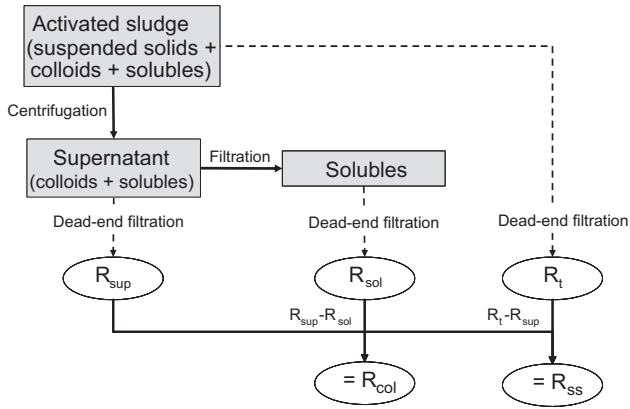 Activated sludge
(suspended solids +
colloids + solubles)
Centrifugation
Supernatant
(colloids + solubles)
Filtration
Solubles
Dead-end filtration
Dead-end filtration
Dead-end filtration
R_sup
R_sol
R_t
R_sup-R_sol
R_t-R_sup
= R_col
= R_ss